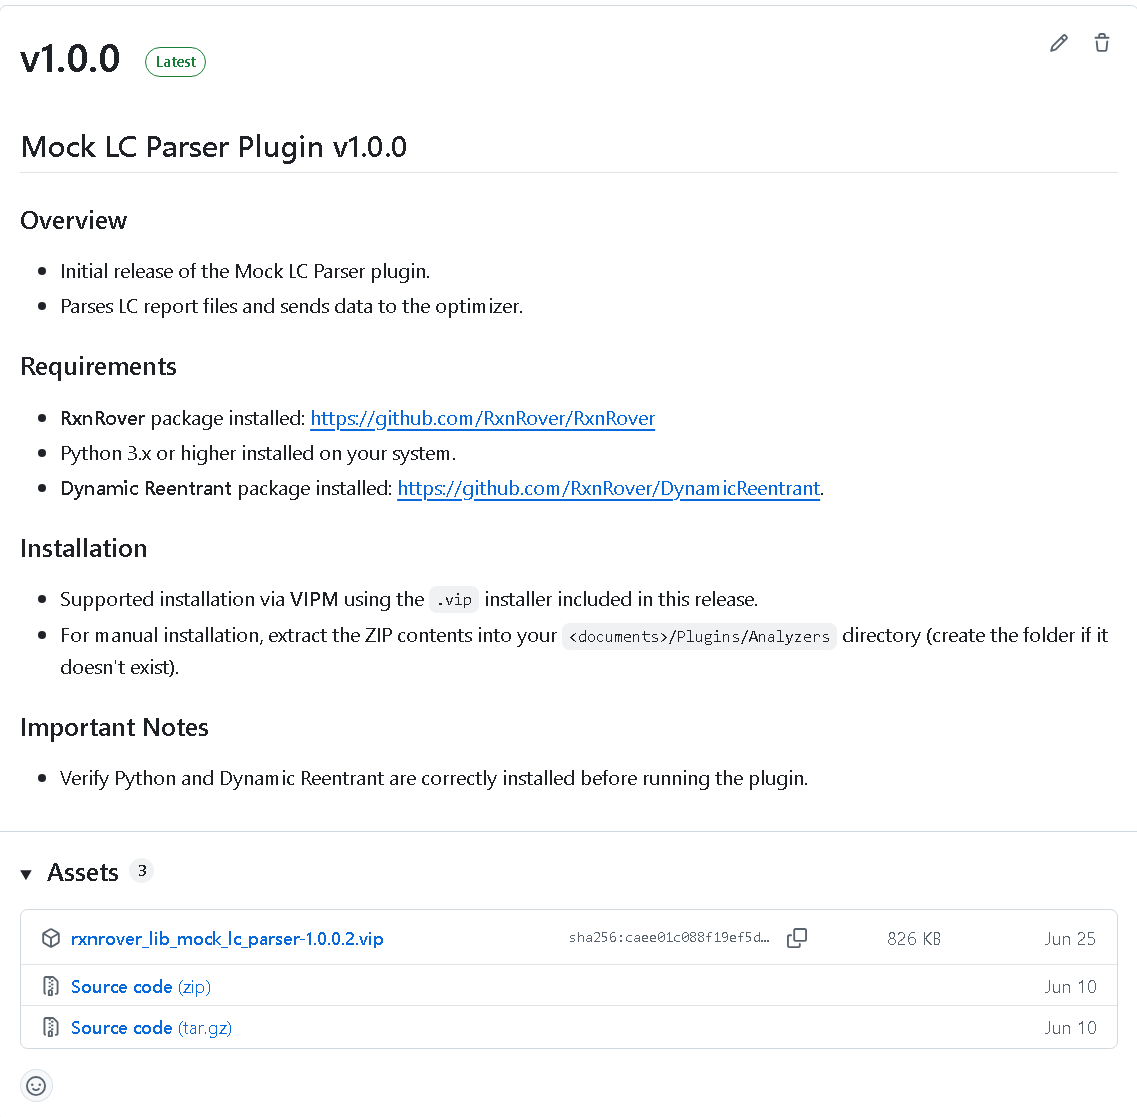 v1.0.0 Latest
Mock LC Parser Plugin v1.0.0
Overview
Initial release of the Mock LC Parser plugin.
Parses LC report files and sends data to the optimizer.
Requirements
RxnRover package installed: https://github.com/RxnRover/RxnRover
Python 3.x or higher installed on your system.
Dynamic Reentrant package installed: https://github.com/RxnRover/DynamicReentrant.
Installation
Supported installation via VIPM using the .vip installer included in this release.
For manual installation, extract the ZIP contents into your <documents>/Plugins/Analyzers directory (create the folder if it
doesn't exist).
Important Notes
Verify Python and Dynamic Reentrant are correctly installed before running the plugin.
Assets 3
rxnrover_lib_mock_lc_parser-1.0.0.2.vip sha256:caee01c088f19ef5d... 826 KB Jun 25
Source code (zip) Jun 10
Source code (tar.gz) Jun 10